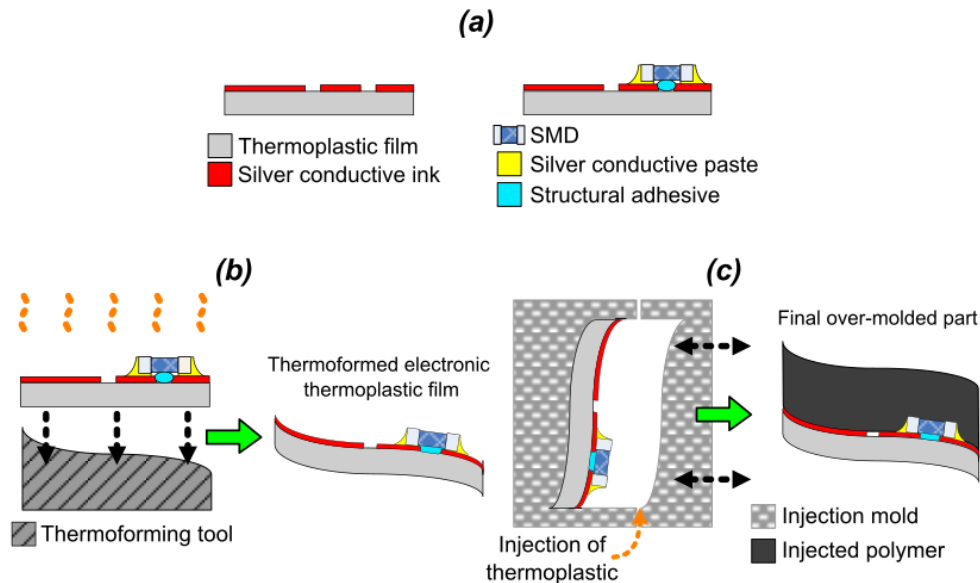 (a)
Thermoplastic film
Silver conductive ink
SMD
Silver conductive paste
Structural adhesive
(b)
Thermoformed electronic
thermoplastic film
Thermoforming tool
(c)
Final over-molded part
Injection of
thermoplastic
Injection mold
Injected polymer